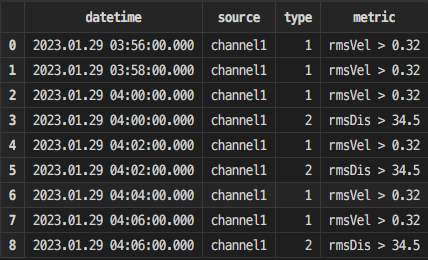 datetime source type metric
0 2023.01.29 03:56:00.000 channel1 1 rmsVel > 0.32
1 2023.01.29 03:58:00.000 channel1 1 rmsVel > 0.32
2 2023.01.29 04:00:00.000 channel1 1 rmsVel > 0.32
3 2023.01.29 04:00:00.000 channel1 2 rmsDis > 34.5
4 2023.01.29 04:02:00.000 channel1 1 rmsVel > 0.32
5 2023.01.29 04:02:00.000 channel1 2 rmsDis > 34.5
6 2023.01.29 04:04:00.000 channel1 1 rmsVel > 0.32
7 2023.01.29 04:06:00.000 channel1 1 rmsVel > 0.32
8 2023.01.29 04:06:00.000 channel1 2 rmsDis > 34.5